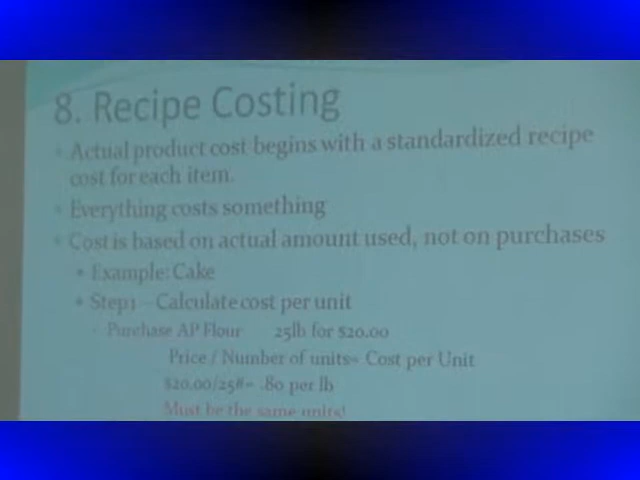 8. Recipe Costing
Actual product cost begins with a standardized recipe
cost for each item.
Everything costs something
Cost is based on actual amount used, not on purchases
Example: Cake
Step1 – Calculate cost per unit
Purchase AP Flour 25lb for $20.00
Price / Number of units= Cost per Unit
$20.00/25#= .80 per lb
Must be the same units!